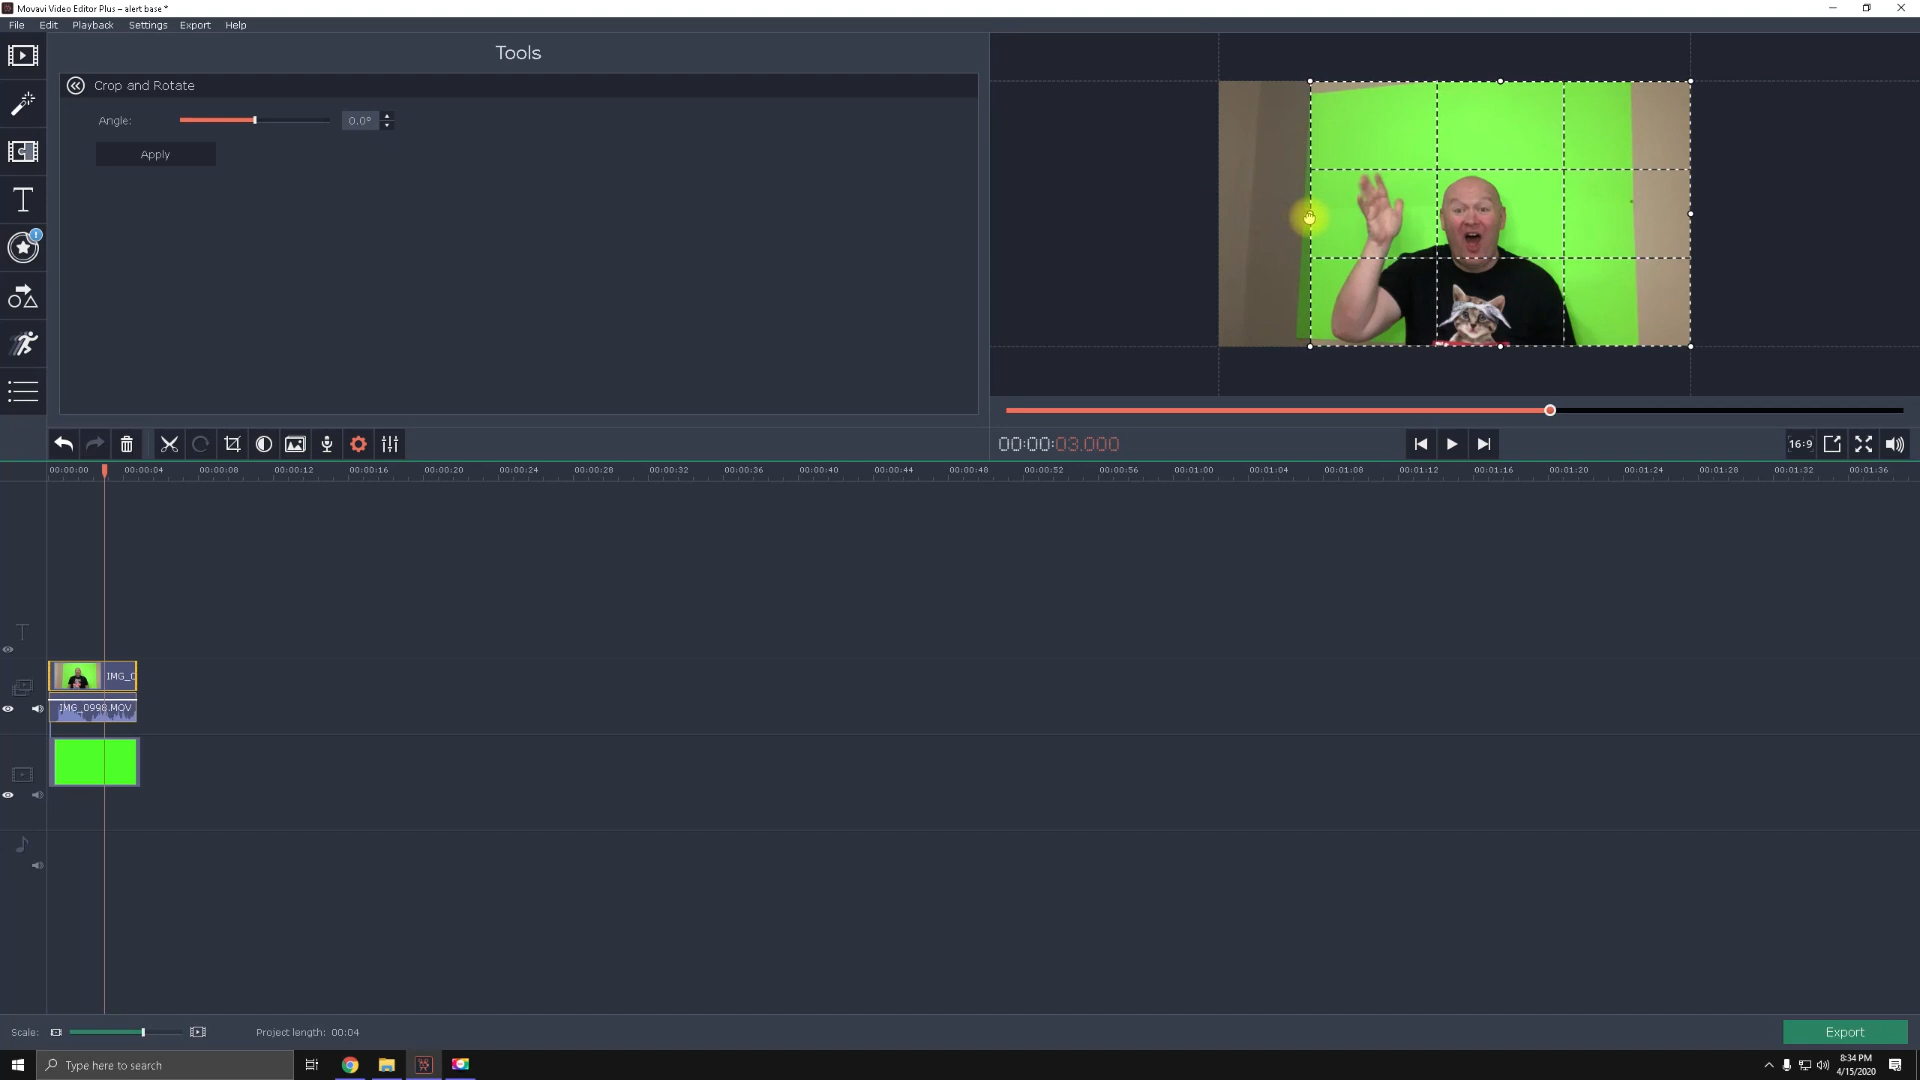 Movavi Video Editor Plus – alert base *
File Edit Playback Settings Export Help
Tools
Crop and Rotate
Angle: 0.0°
Apply
00:00:03.000
16:9
00:00:00 00:00:04 00:00:08 00:00:12 00:00:16 00:00:20 00:00:24 00:00:28 00:00:32 00:00:36 00:00:40 00:00:44 00:00:48 00:00:52 00:00:56 00:01:00 00:01:04 00:01:08 00:01:12 00:01:16 00:01:20 00:01:24 00:01:28 00:01:32 00:01:36
IMG_0
IMG_0998.MOV
Scale: Project length: 00:04
Export
Type here to search
8:34 PM
4/15/2020